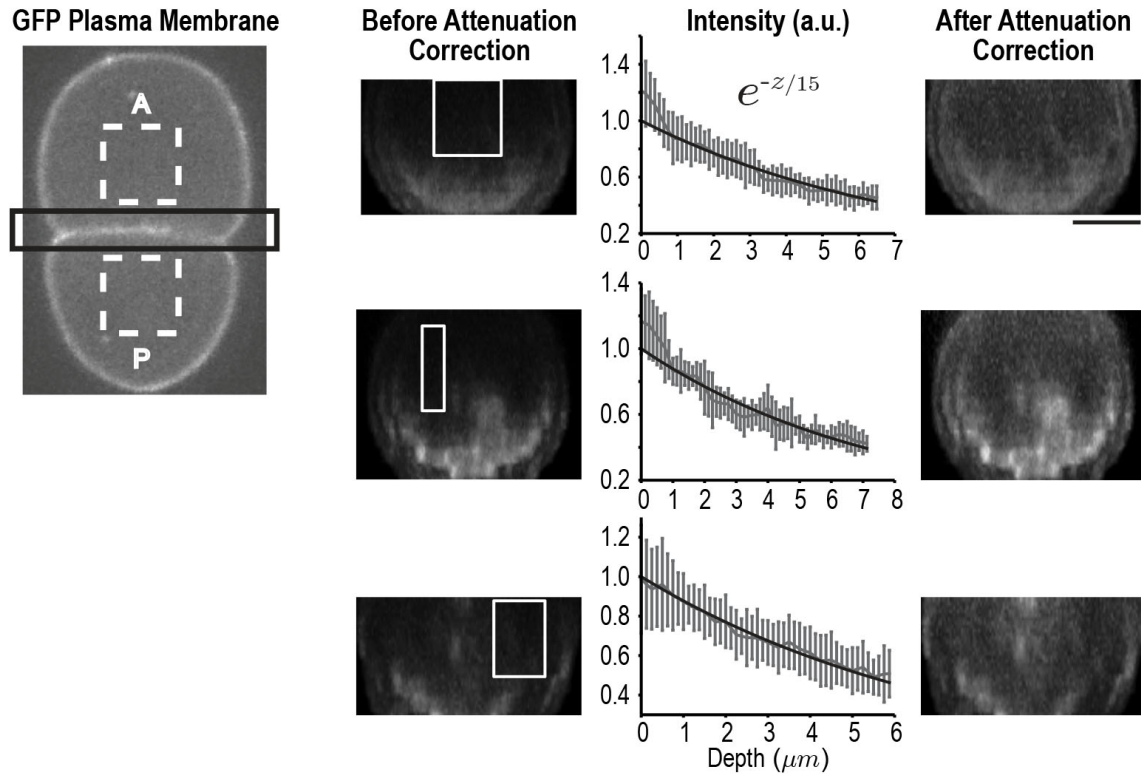 GFP Plasma Membrane
A
P
Before Attenuation
Correction
Intensity (a.u.)
After Attenuation
Correction
1.4
1.0
0.6
0.2
e^{-z/15}
0 1 2 3 4 5 6 7
1.4
1.0
0.6
0.2
0 1 2 3 4 5 6 7 8
1.2
1.0
0.8
0.6
0.4
0 1 2 3 4 5 6
Depth (μm)